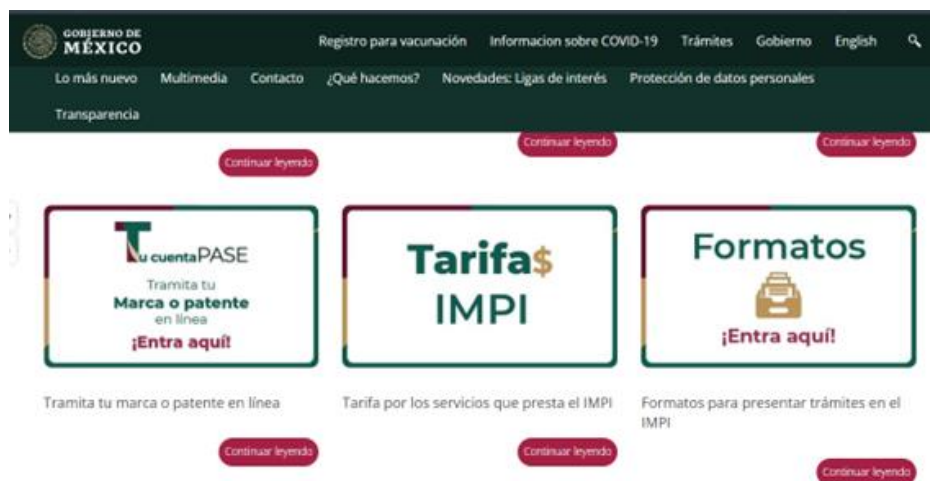 GOBIERNO DE
MÉXICO
Registro para vacunación Informacion sobre COVID-19 Trámites Gobierno English
Lo más nuevo Multimedia Contacto ¿Qué hacemos? Novedades: Ligas de interés Protección de datos personales
Transparencia
Continuar leyendo
Continuar leyendo
Continuar leyendo
Tu cuentaPASE
Tramita tu
Marca o patente
en línea
¡Entra aquí!
Tramita tu marca o patente en línea
Continuar leyendo
Tarifa$
IMPI
Tarifa por los servicios que presta el IMPI
Continuar leyendo
Formatos
¡Entra aquí!
Formatos para presentar trámites en el
IMPI
Continuar leyendo